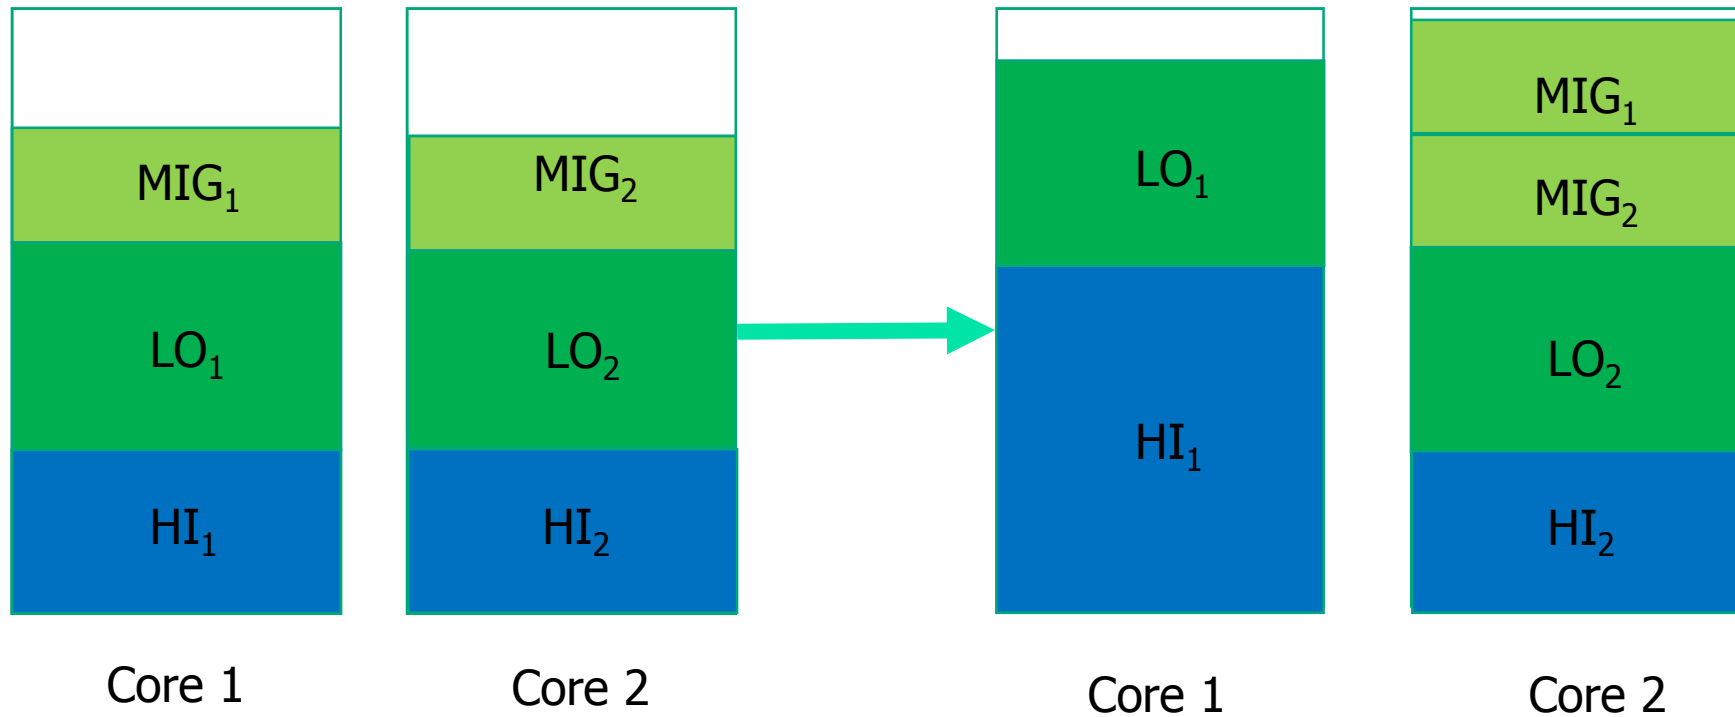 MIG₁
LO₁
HI₁
Core 1
MIG₂
LO₂
HI₂
Core 2
LO₁
HI₁
Core 1
MIG₁
MIG₂
LO₂
HI₂
Core 2